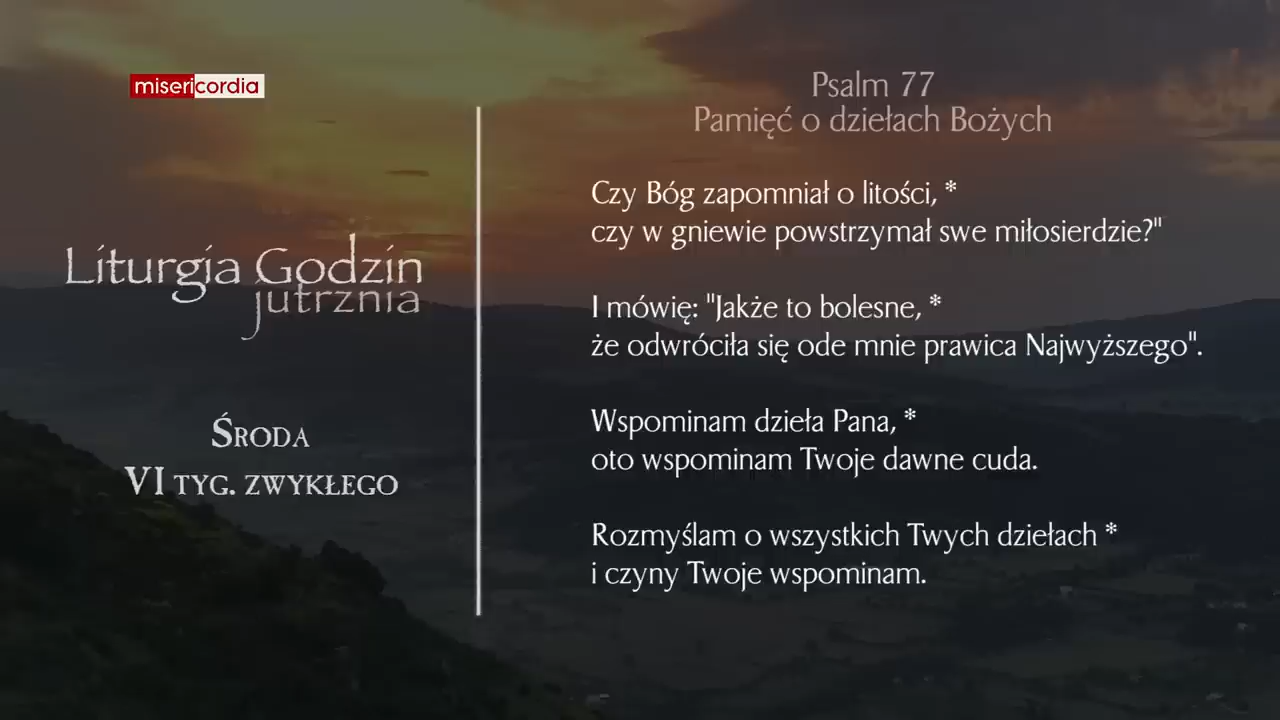 misericordia
Liturgia Godzin
jutrznia
Środa
VI tyg. zwykłego
Psalm 77
Pamięć o dziełach Bożych
Czy Bóg zapomniał o litości, *
czy w gniewie powstrzymał swe miłosierdzie?"
I mówię: "Jakże to bolesne, *
że odwróciła się ode mnie prawica Najwyższego".
Wspominam dzieła Pana, *
oto wspominam Twoje dawne cuda.
Rozmyślam o wszystkich Twych dziełach *
i czyny Twoje wspominam.